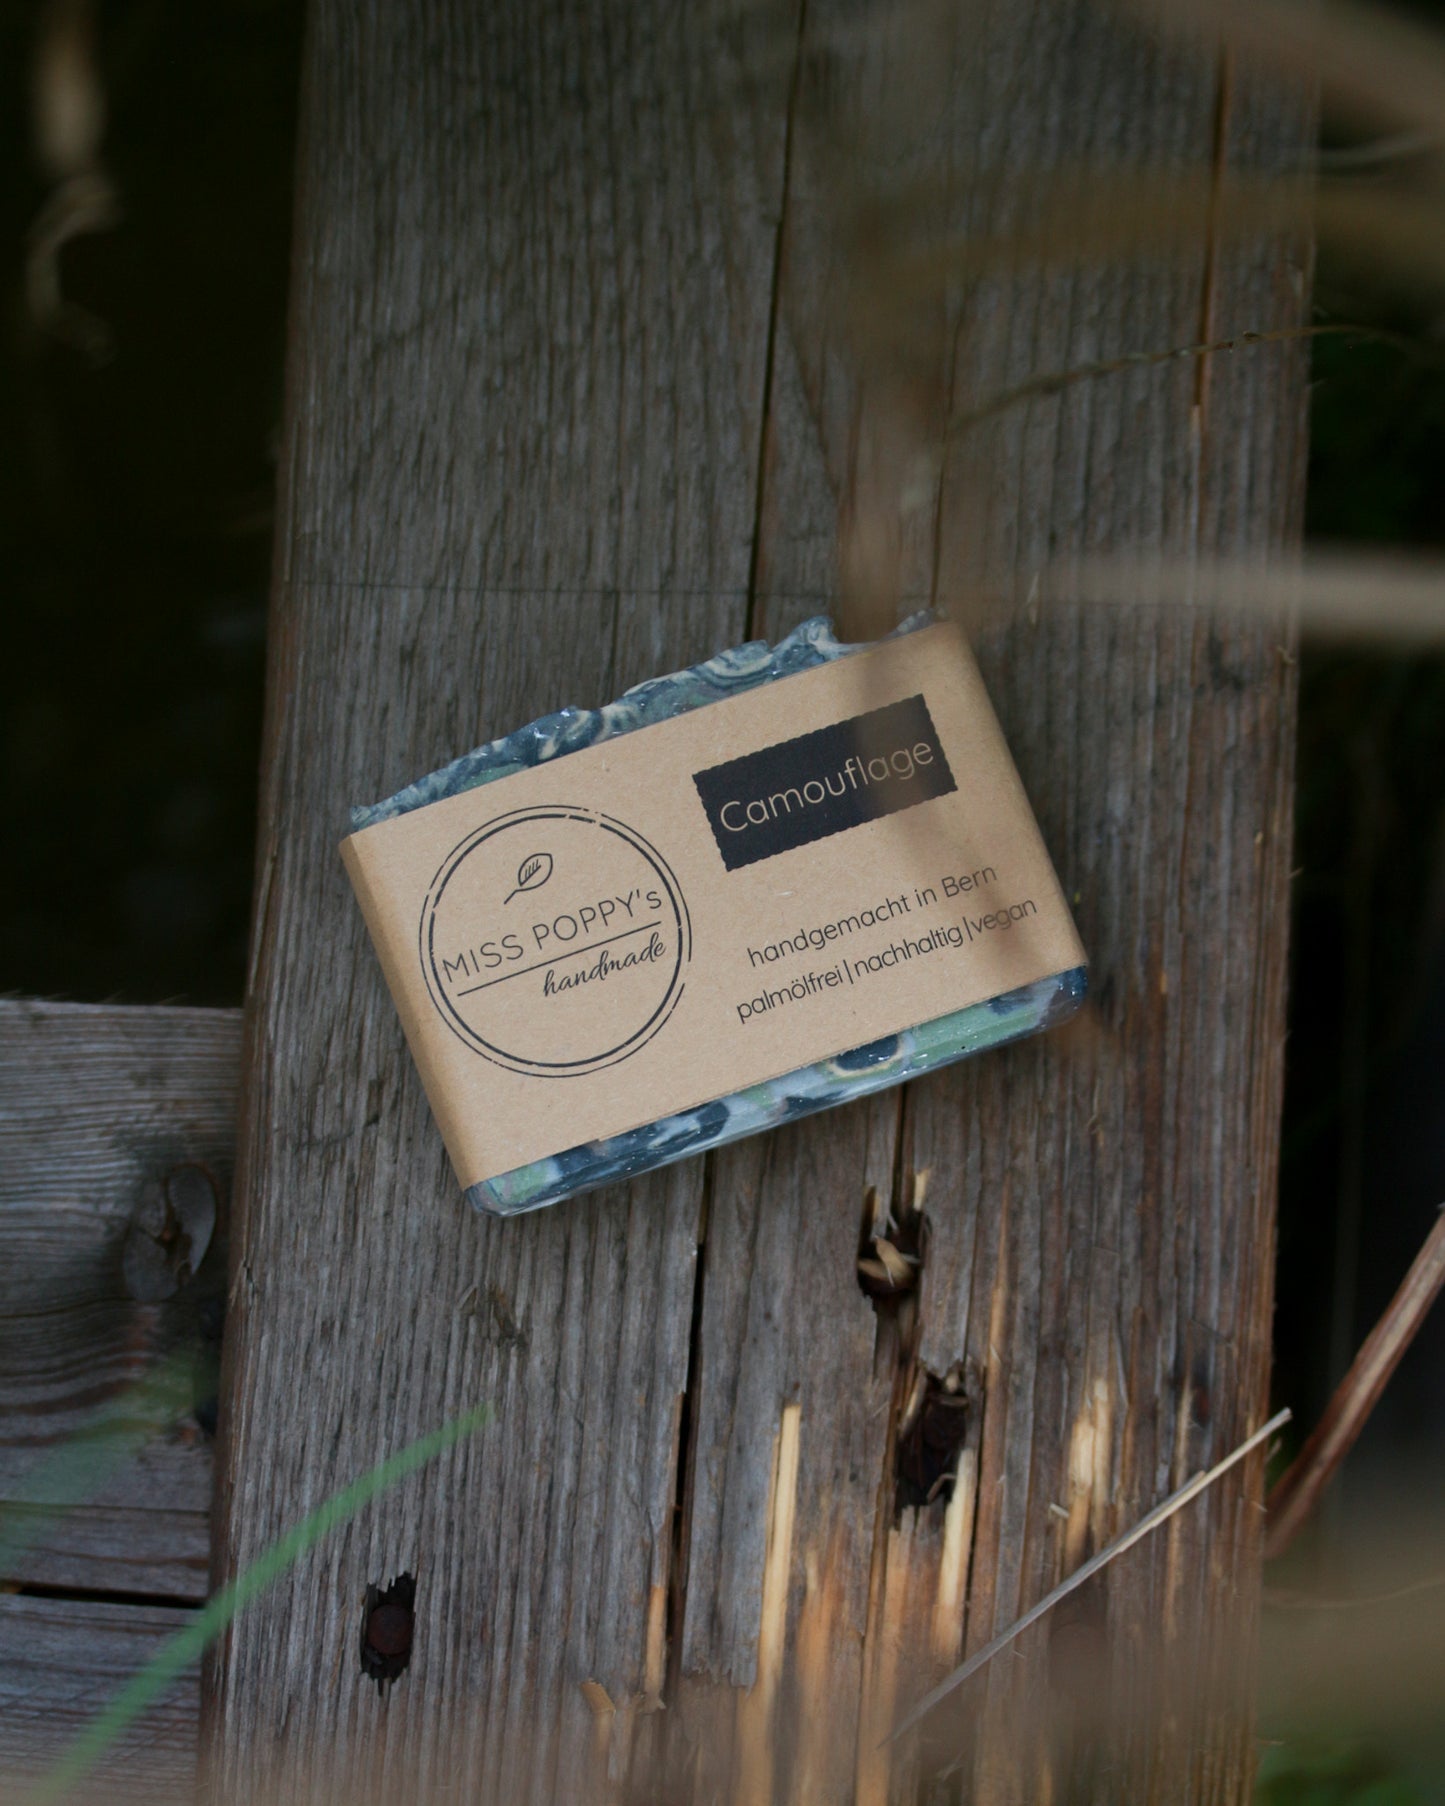 MISS POPPY's
handmade
Camouflage
handgemacht in Bern
palmölfrei|nachhaltig|vegan